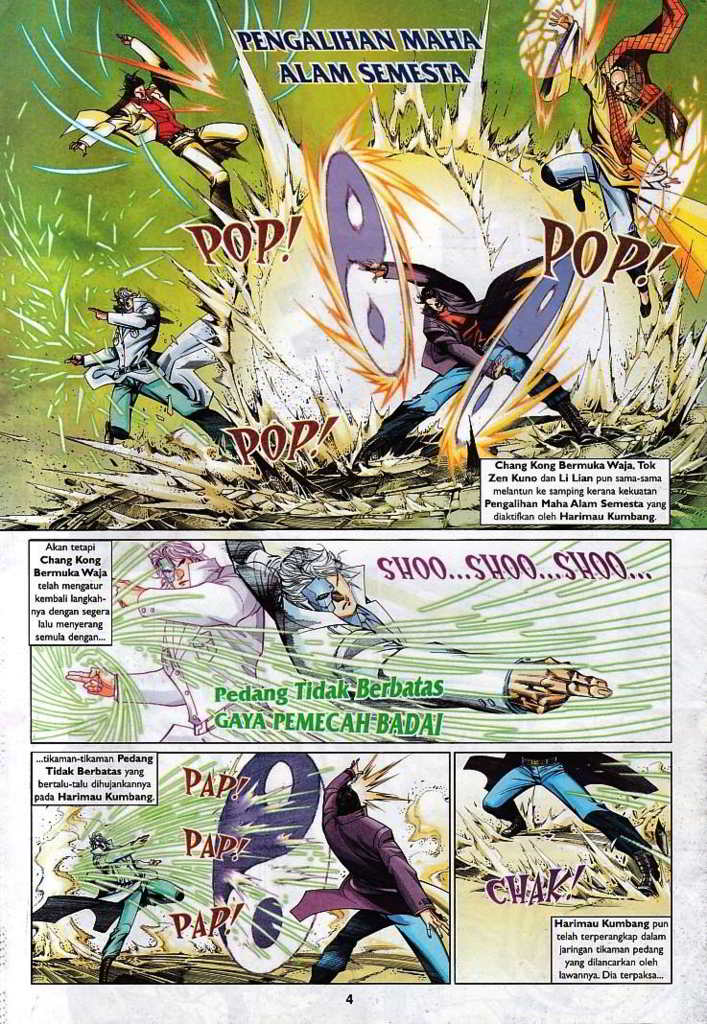 PENGALIHAN MAHA
ALAM SEMESTA
POP!
POP!
POP!
Chang Kong Bermuka Waja, Tok
Zen Kuno dan Li Lian pun sama-sama
melantun ke samping kerana kekuatan
Pengalihan Maha Alam Semesta yang
diaktifkan oleh Harimau Kumbang.
Akan tetapi
Chang Kong
Bermuka Waja
telah mengatur
kembali langkah-
nya dengan segera
lalu menyerang
semula dengan...
SHOO...SHOO...SHOO...
Pedang Tidak Berbatas
GAYA PEMECAH BADAI
...tikaman-tikaman Pedang
Tidak Berbatas yang
bertalu-talu dihujankannya
pada Harimau Kumbang.
PAP!
PAP!
PAP!
CHAK!
Harimau Kumbang pun
telah terperangkap dalam
jaringan tikaman pedang
yang dilancarkan oleh
lawannya. Dia terpaksa...
4